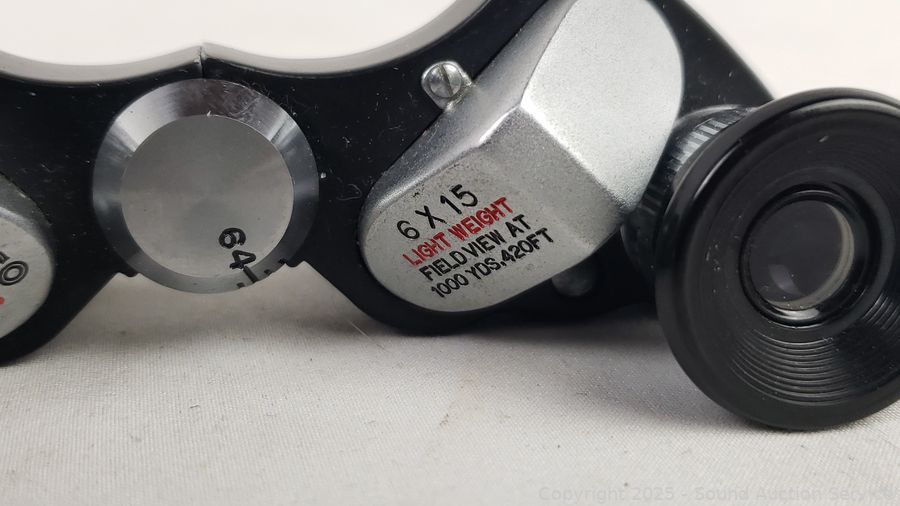 6 X 15
LIGHT WEIGHT
FIELD VIEW AT
1000 YDS.420FT
64
Copyright 2025 - Sound Auction Service